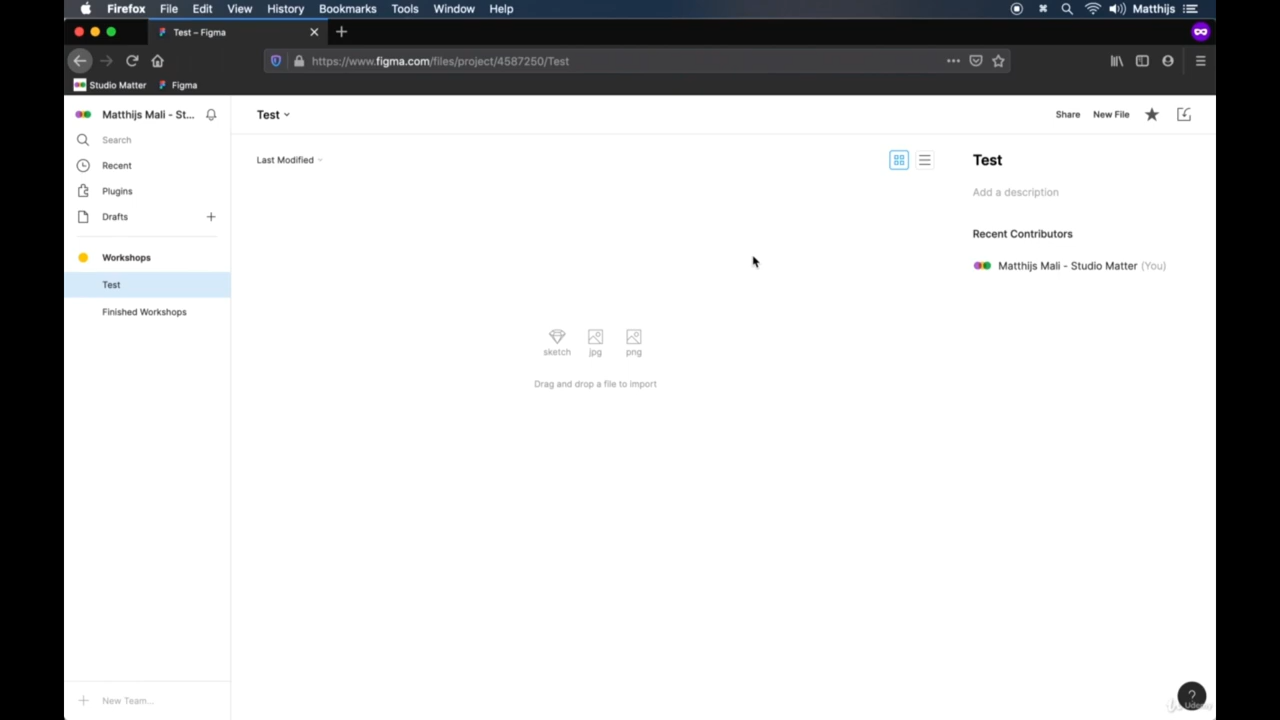 Firefox File Edit View History Bookmarks Tools Window Help Matthijs
Test – Figma
https://www.figma.com/files/project/4587250/Test
Studio Matter Figma
Matthijs Mali - St...
Test
Share New File
Search
Recent
Plugins
Drafts
Workshops
Test
Finished Workshops
New Team...
Last Modified
sketch jpg png
Drag and drop a file to import
Test
Add a description
Recent Contributors
Matthijs Mali - Studio Matter (You)
?
Udemy